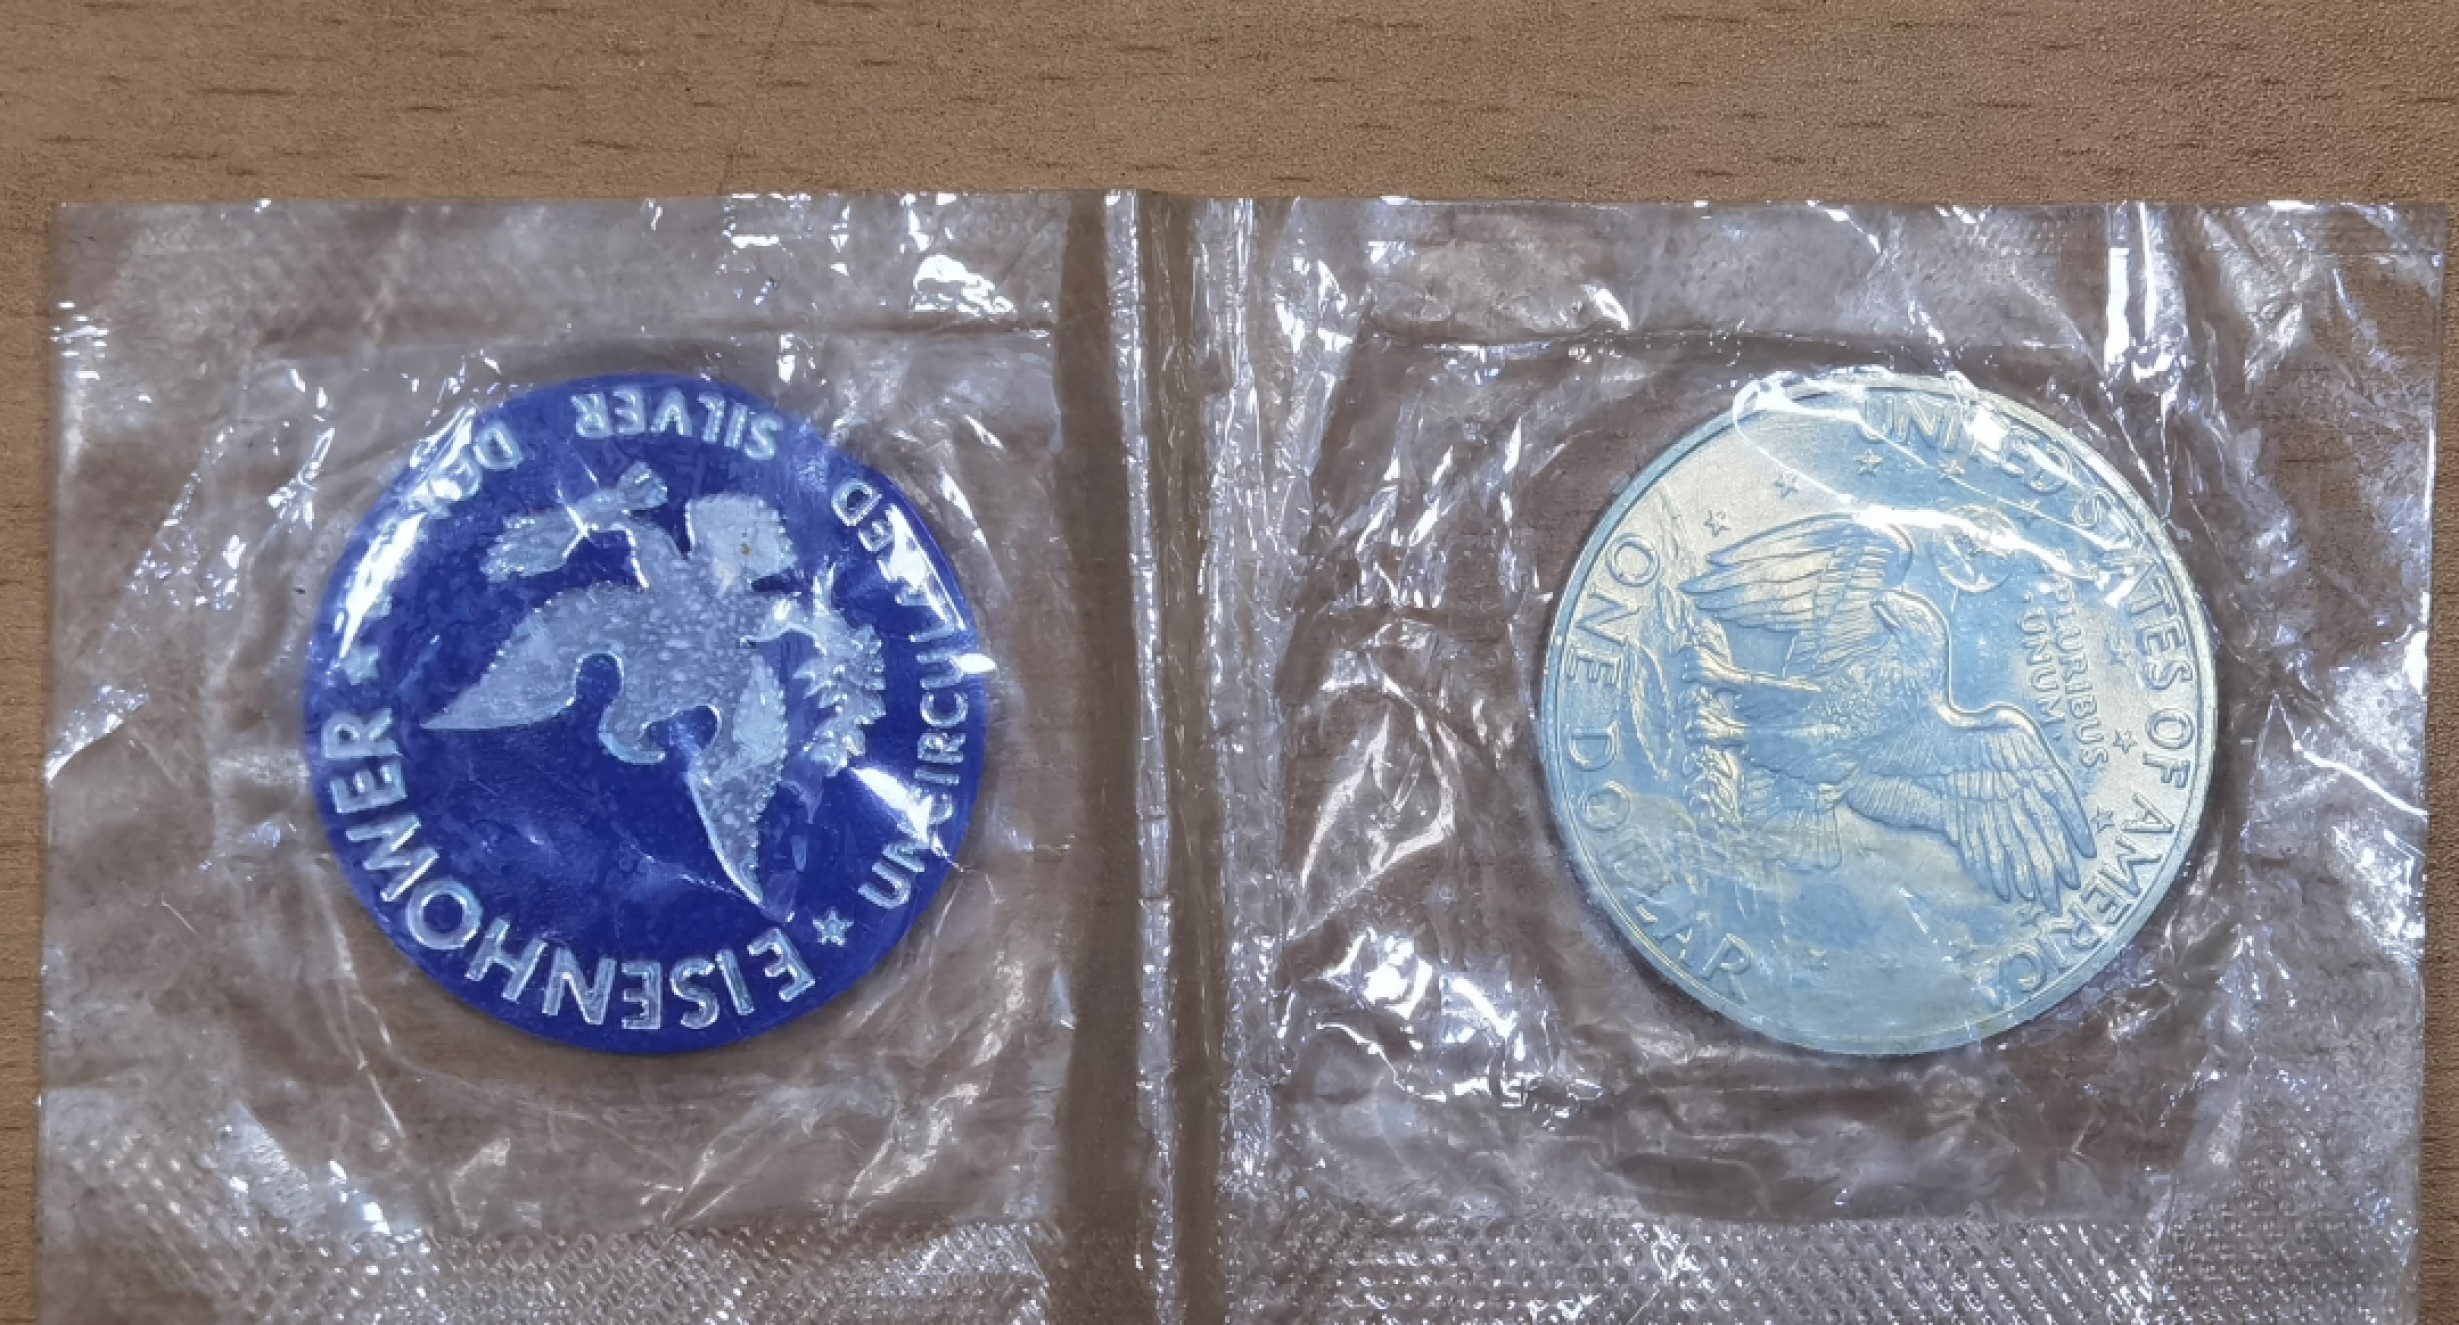 EISENHOWER
★ UNCIRCULATED SILVER DOLLAR ★
UNITED STATES OF AMERICA
PLURIBUS
UNUM
ONE DOLLAR